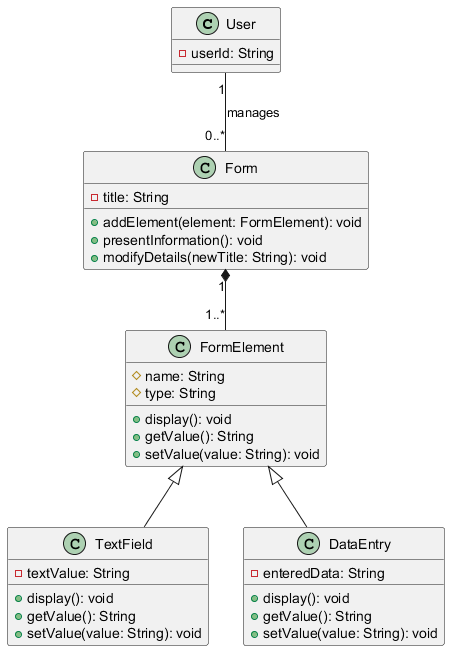 C User
userId: String
1
manages
0..*
C Form
title: String
addElement(element: FormElement): void
presentInformation(): void
modifyDetails(newTitle: String): void
1
1..*
C FormElement
name: String
type: String
display(): void
getValue(): String
setValue(value: String): void
C TextField
textValue: String
display(): void
getValue(): String
setValue(value: String): void
C DataEntry
enteredData: String
display(): void
getValue(): String
setValue(value: String): void